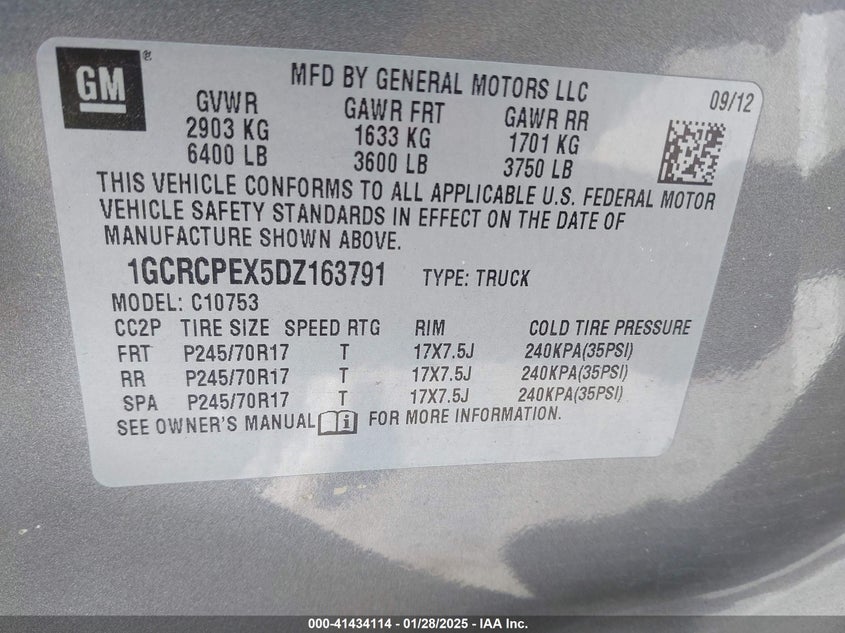 GM®
MFD BY GENERAL MOTORS LLC
09/12
GVWR GAWR FRT GAWR RR
2903 KG 1633 KG 1701 KG
6400 LB 3600 LB 3750 LB
THIS VEHICLE CONFORMS TO ALL APPLICABLE U.S. FEDERAL MOTOR
VEHICLE SAFETY STANDARDS IN EFFECT ON THE DATE OF
MANUFACTURE SHOWN ABOVE.
1GCRCPEX5DZ163791 TYPE: TRUCK
MODEL: C10753
CC2P TIRE SIZE SPEED RTG RIM COLD TIRE PRESSURE
FRT P245/70R17 T 17X7.5J 240KPA(35PSI)
RR P245/70R17 T 17X7.5J 240KPA(35PSI)
SPA P245/70R17 T 17X7.5J 240KPA(35PSI)
SEE OWNER'S MANUAL FOR MORE INFORMATION.
000-41434114 | 01/28/2025 - IAA Inc.